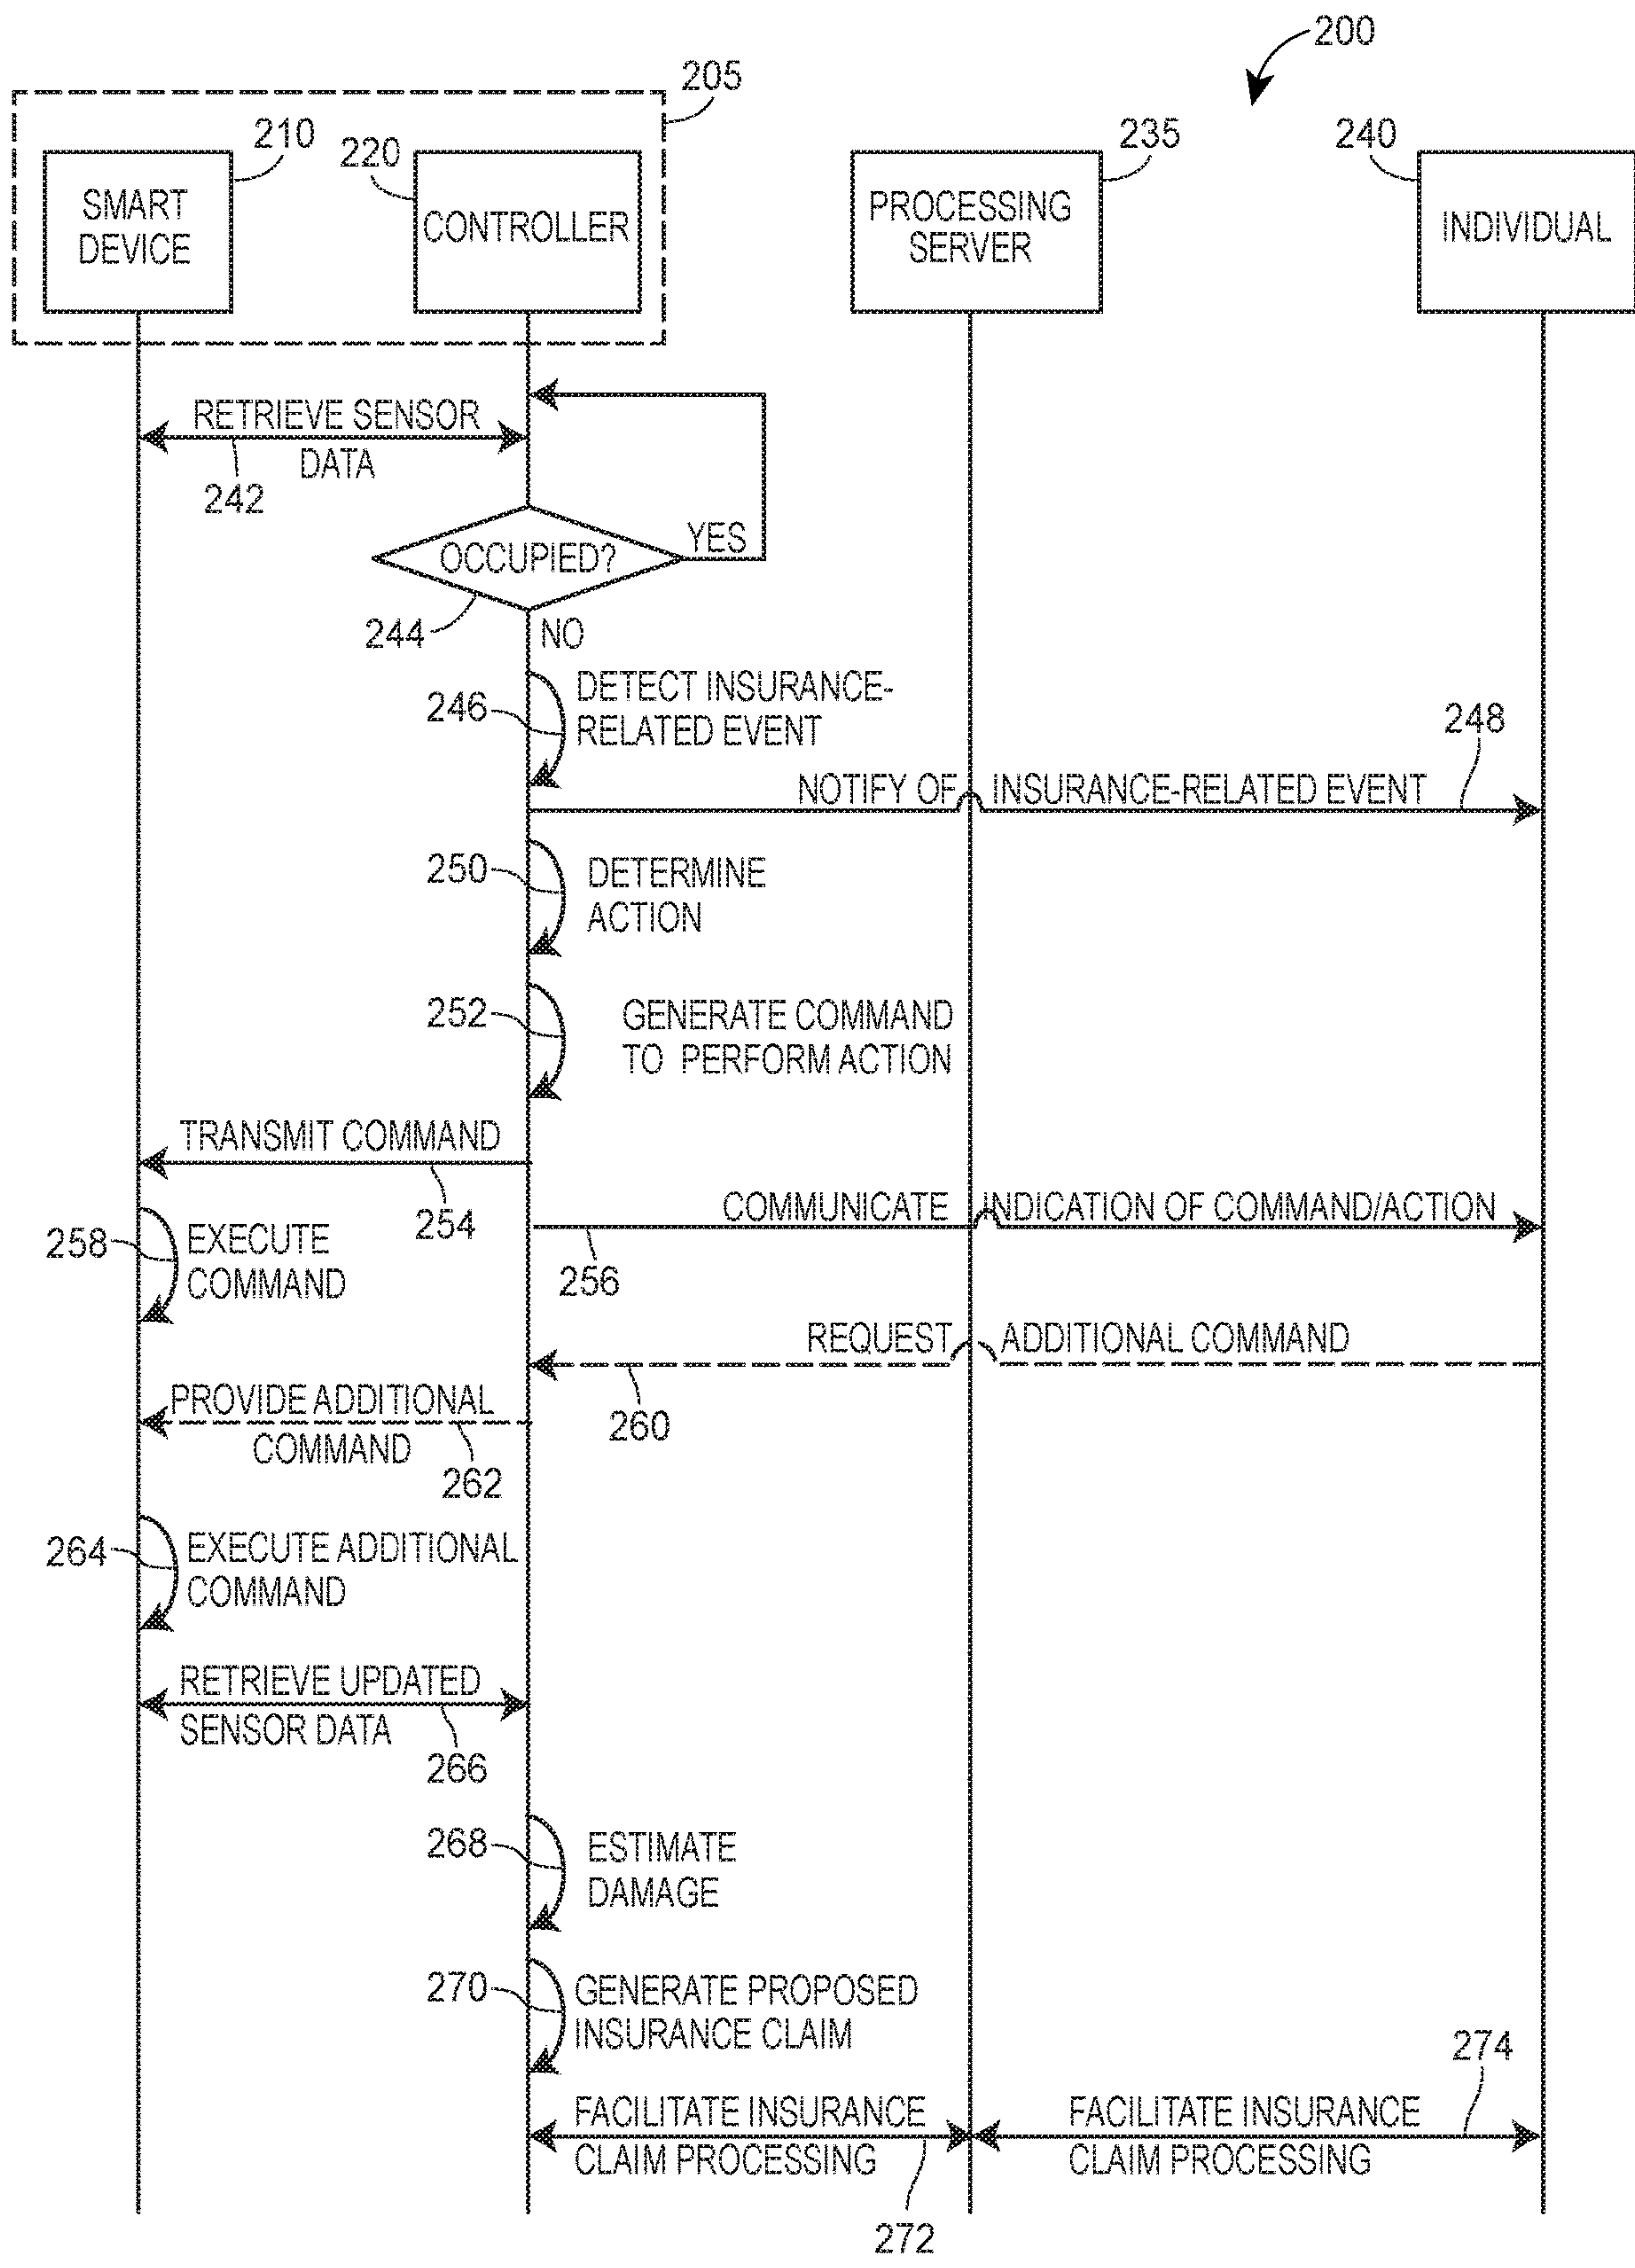 200
205
210
220
235
240
SMART
DEVICE
CONTROLLER
PROCESSING
SERVER
INDIVIDUAL
RETRIEVE SENSOR
DATA
242
OCCUPIED?
YES
244
NO
246
DETECT INSURANCE-
RELATED EVENT
248
NOTIFY OF INSURANCE-RELATED EVENT
250
DETERMINE
ACTION
252
GENERATE COMMAND
TO PERFORM ACTION
TRANSMIT COMMAND
254
COMMUNICATE INDICATION OF COMMAND/ACTION
256
258
EXECUTE
COMMAND
REQUEST ADDITIONAL COMMAND
260
PROVIDE ADDITIONAL
COMMAND
262
264
EXECUTE ADDITIONAL
COMMAND
RETRIEVE UPDATED
SENSOR DATA
266
268
ESTIMATE
DAMAGE
270
GENERATE PROPOSED
INSURANCE CLAIM
274
FACILITATE INSURANCE
CLAIM PROCESSING
272
FACILITATE INSURANCE
CLAIM PROCESSING